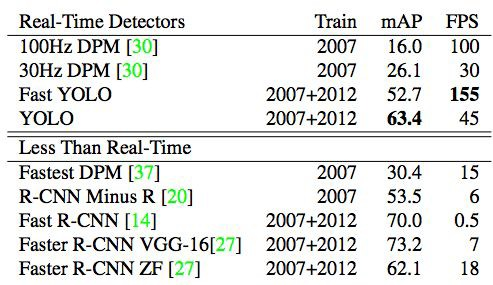 Real-Time Detectors Train mAP FPS
100Hz DPM [30] 2007 16.0 100
30Hz DPM [30] 2007 26.1 30
Fast YOLO 2007+2012 52.7 155
YOLO 2007+2012 63.4 45
Less Than Real-Time
Fastest DPM [37] 2007 30.4 15
R-CNN Minus R [20] 2007 53.5 6
Fast R-CNN [14] 2007+2012 70.0 0.5
Faster R-CNN VGG-16[27] 2007+2012 73.2 7
Faster R-CNN ZF [27] 2007+2012 62.1 18